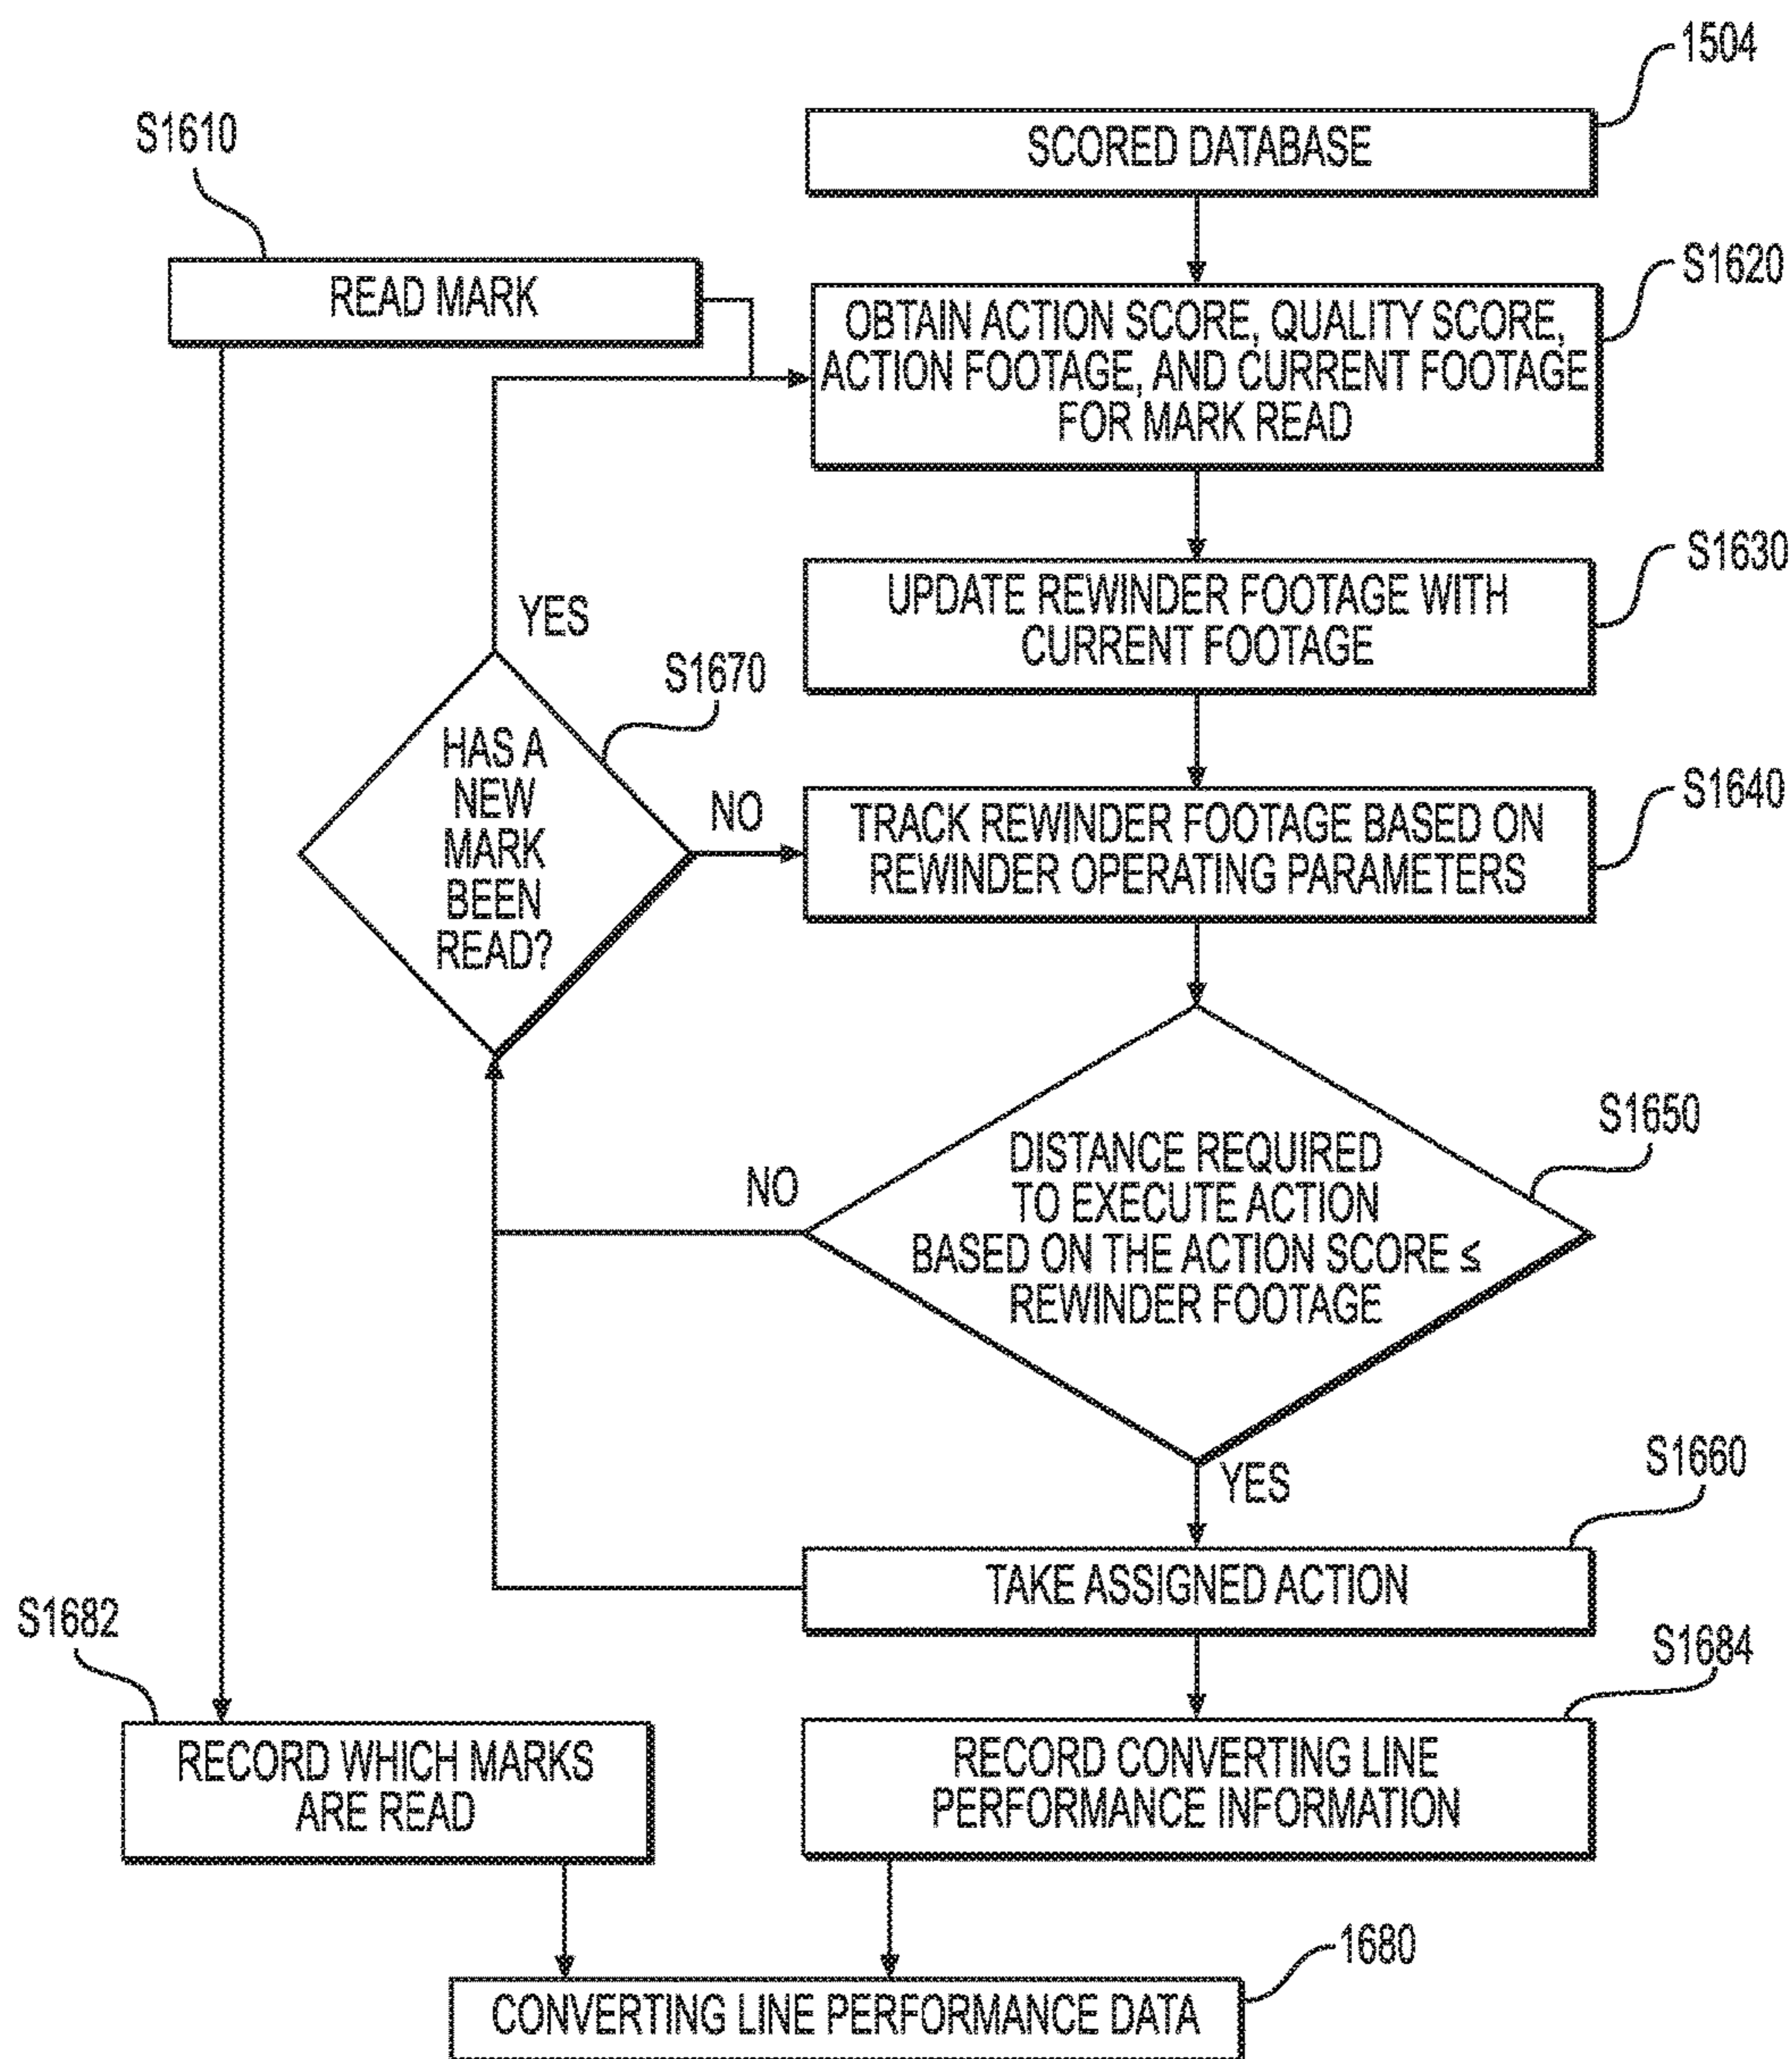 1504
SCORED DATABASE
S1610
READ MARK
S1620
OBTAIN ACTION SCORE, QUALITY SCORE,
ACTION FOOTAGE, AND CURRENT FOOTAGE
FOR MARK READ
S1630
UPDATE REWINDER FOOTAGE WITH
CURRENT FOOTAGE
YES
S1670
HAS A
NEW
MARK
BEEN
READ?
NO
S1640
TRACK REWINDER FOOTAGE BASED ON
REWINDER OPERATING PARAMETERS
S1650
NO
DISTANCE REQUIRED
TO EXECUTE ACTION
BASED ON THE ACTION SCORE ≤
REWINDER FOOTAGE
YES
S1660
TAKE ASSIGNED ACTION
S1682
RECORD WHICH MARKS
ARE READ
S1684
RECORD CONVERTING LINE
PERFORMANCE INFORMATION
1680
CONVERTING LINE PERFORMANCE DATA